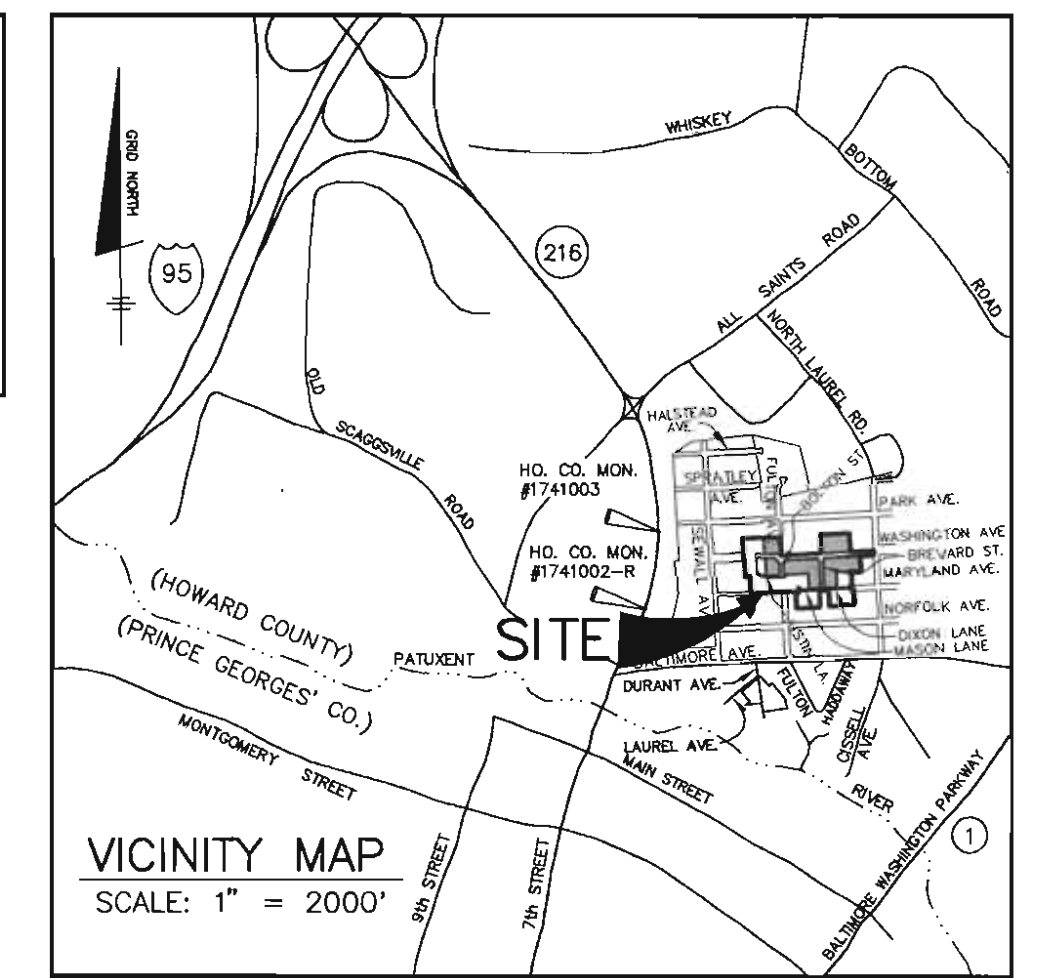 GRID NORTH
95
216
WHISKEY
BOTTOM
ROAD
ALL SAINTS ROAD
NORTH LAUREL RD.
OLD
SCAGGSVILLE
ROAD
HALSTEAD
AVE.
SPRATLEY
AVE.
FULTON
BOLTON ST.
SEWALL AV
HO. CO. MON.
#1741003
HO. CO. MON.
#1741002-R
PARK AVE.
WASHINGTON AVE
BREVARD ST.
MARYLAND AVE.
NORFOLK AVE.
DIXON LANE
MASON LANE
SITE
BALTIMORE AVE.
(HOWARD COUNTY)
(PRINCE GEORGES' CO.)
PATUXENT
RIVER
DURANT AVE.
FULTON
HADDAWAY
CISSELL
AVE.
LAUREL AVE.
MAIN STREET
MONTGOMERY STREET
9th STREET
7th STREET
BALTIMORE WASHINGTON PARKWAY
1
VICINITY MAP
SCALE: 1" = 2000'